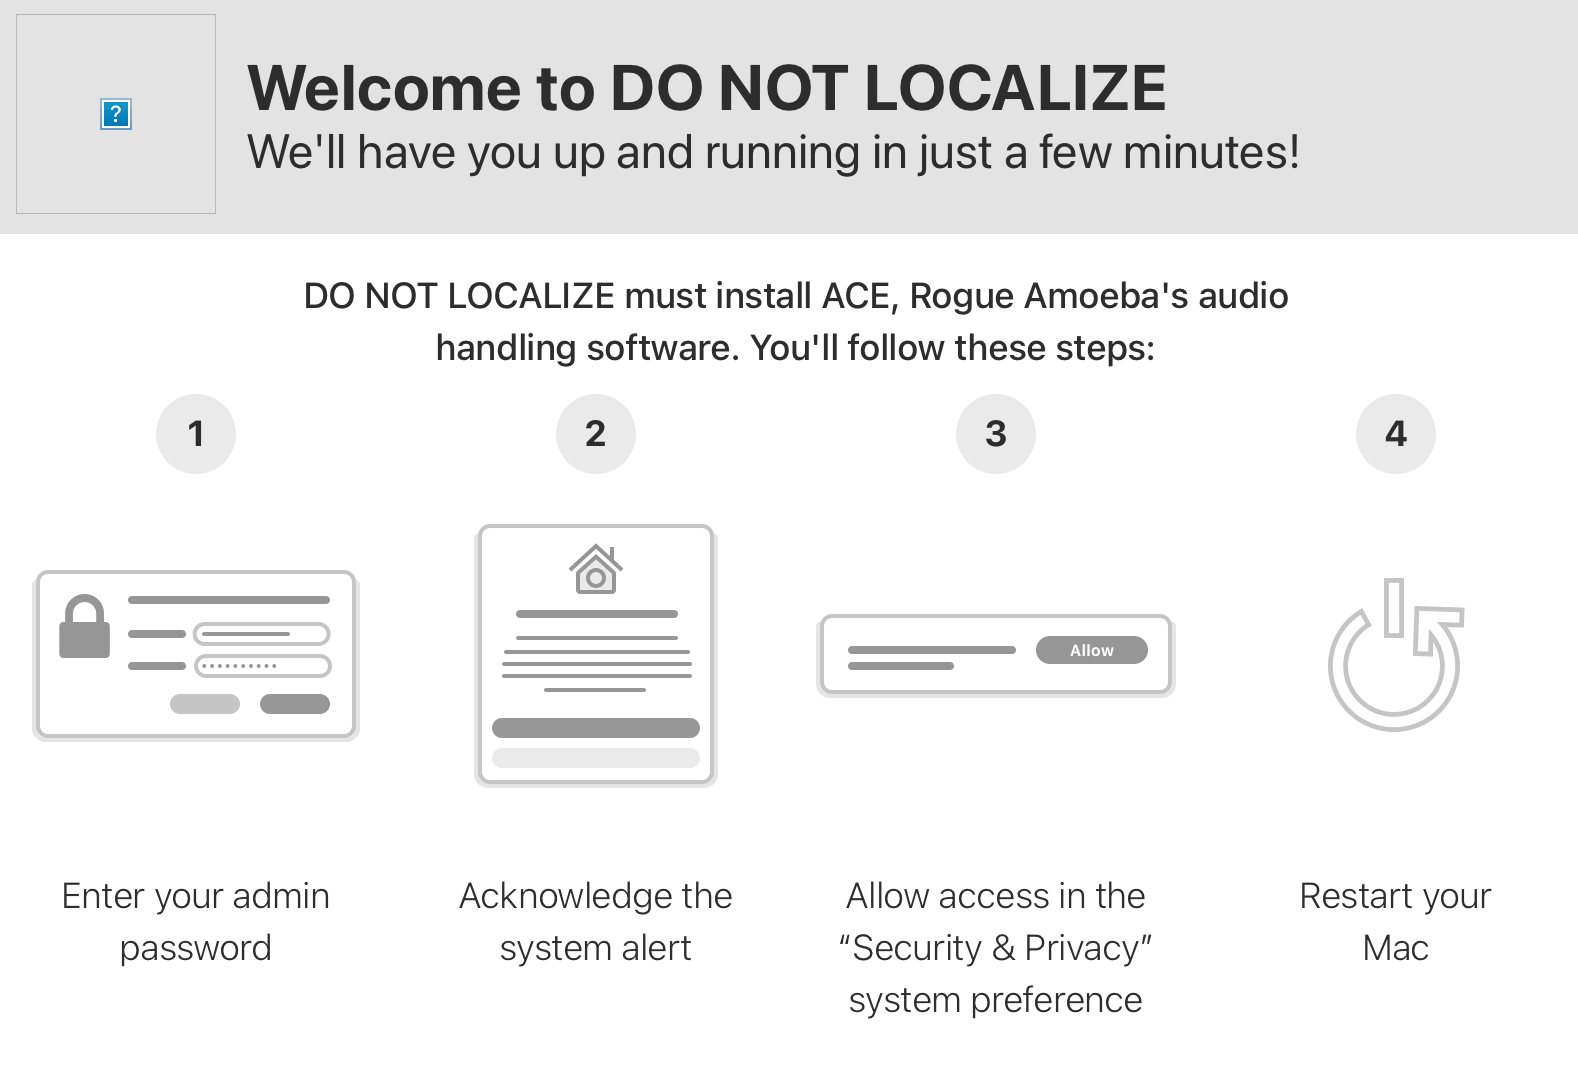 ?
Welcome to DO NOT LOCALIZE
We'll have you up and running in just a few minutes!
DO NOT LOCALIZE must install ACE, Rogue Amoeba's audio
handling software. You'll follow these steps:
1
2
3
4
Allow
Enter your admin
password
Acknowledge the
system alert
Allow access in the
“Security & Privacy”
system preference
Restart your
Mac